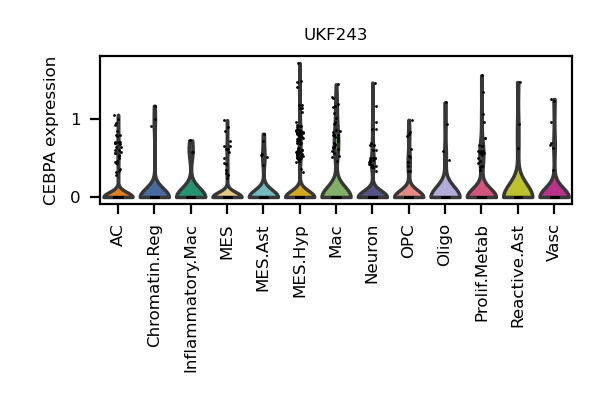 UKF243
CEBPA expression
1
0
AC
Chromatin.Reg
Inflammatory.Mac
MES
MES.Ast
MES.Hyp
Mac
Neuron
OPC
Oligo
Prolif.Metab
Reactive.Ast
Vasc